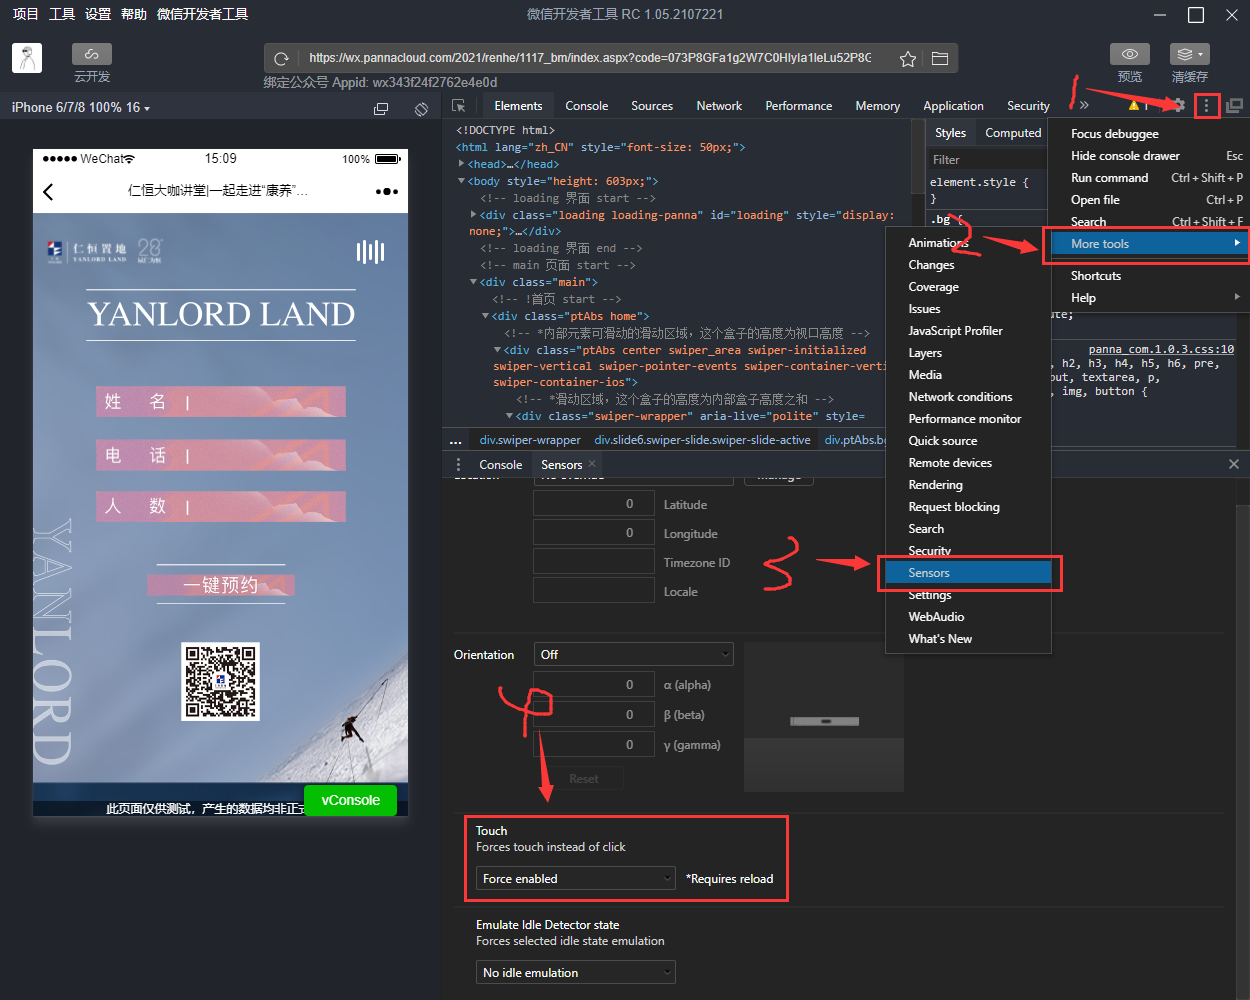 项目 工具 设置 帮助 微信开发者工具
微信开发者工具 RC 1.05.2107221
云开发
https://wx.pannacloud.com/2021/renhe/1117_bm/index.aspx?code=073P8GFa1g2W7C0HIyIa1leLu52P8G
绑定公众号 Appid: wx343f24f2762e4e0d
预览
清缓存
iPhone 6/7/8 100% 16
WeChat
15:09
100%
仁恒大咖讲堂|一起走进“康养”...
仁恒置地
YANLORD LAND
YANLORD LAND
姓 名 |
电 话 |
人 数 |
一键预约
YANLORD
此页面仅供测试，产生的数据均非正式
vConsole
Elements Console Sources Network Performance Memory Application Security »
1
<!DOCTYPE html>
<html lang="zh_CN" style="font-size: 50px;">
<head>…</head>
<body style="height: 603px;">
<!-- loading 界面 start -->
<div class="loading loading-panna" id="loading" style="display:
none;">…</div>
<!-- loading 界面 end -->
<!-- main 页面 start -->
<div class="main">
<!-- !首页 start -->
<div class="ptAbs home">
<!-- *内部元素可滑动的滑动区域，这个盒子的高度为视口高度 -->
<div class="ptAbs center swiper_area swiper-initialized
swiper-vertical swiper-pointer-events swiper-container-verti
swiper-container-ios">
<!-- *滑动区域，这个盒子的高度为内部盒子高度之和 -->
<div class="swiper-wrapper" aria-live="polite" style=
... div.swiper-wrapper div.slide6.swiper-slide.swiper-slide-active div.ptAbs.bg
Styles Computed
Filter
element.style {
}
.bg {
ute;
panna_com.1.0.3.css:10
, h2, h3, h4, h5, h6, pre,
put, textarea, p,
, img, button {
Focus debuggee
Hide console drawer Esc
Run command Ctrl + Shift + P
Open file Ctrl + P
Search Ctrl + Shift + F
More tools
Shortcuts
Help
Animations
Changes
Coverage
Issues
JavaScript Profiler
Layers
Media
Network conditions
Performance monitor
Quick source
Remote devices
Rendering
Request blocking
Search
Security
Sensors
Settings
WebAudio
What's New
1
2
3
4
Console Sensors
0 Latitude
0 Longitude
Timezone ID
Locale
Orientation Off
0 α (alpha)
0 β (beta)
0 γ (gamma)
Reset
Touch
Forces touch instead of click
Force enabled *Requires reload
Emulate Idle Detector state
Forces selected idle state emulation
No idle emulation